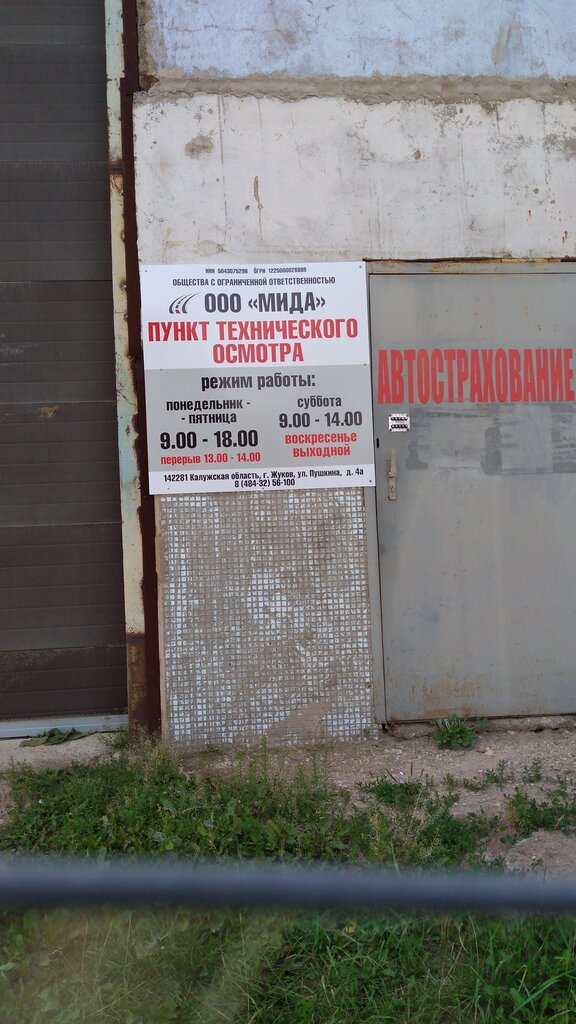 ИНН 5043075296 ОГРН 1225000026998
ОБЩЕСТВА С ОГРАНИЧЕННОЙ ОТВЕТСТВЕННОСТЬЮ
ООО «МИДА»
ПУНКТ ТЕХНИЧЕСКОГО
ОСМОТРА
режим работы:
понедельник -
- пятница
9.00 - 18.00
перерыв 13.00 - 14.00
суббота
9.00 - 14.00
воскресенье
выходной
142281 Калужская область, г. Жуков, ул. Пушкина, д. 4а
8 (484-32) 56-100
АВТОСТРАХОВАНИЕ